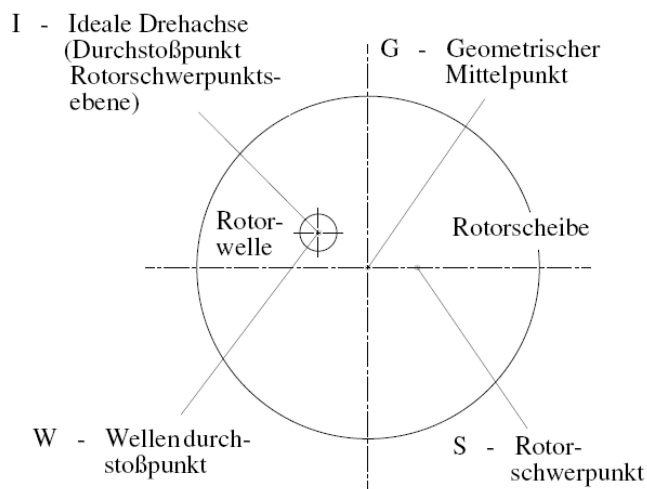 I - Ideale Drehachse
(Durchstoßpunkt
Rotorschwerpunkts-
ebene)
G - Geometrischer
Mittelpunkt
Rotor-
welle
Rotorscheibe
W - Wellendurch-
stoßpunkt
S - Rotor-
schwerpunkt